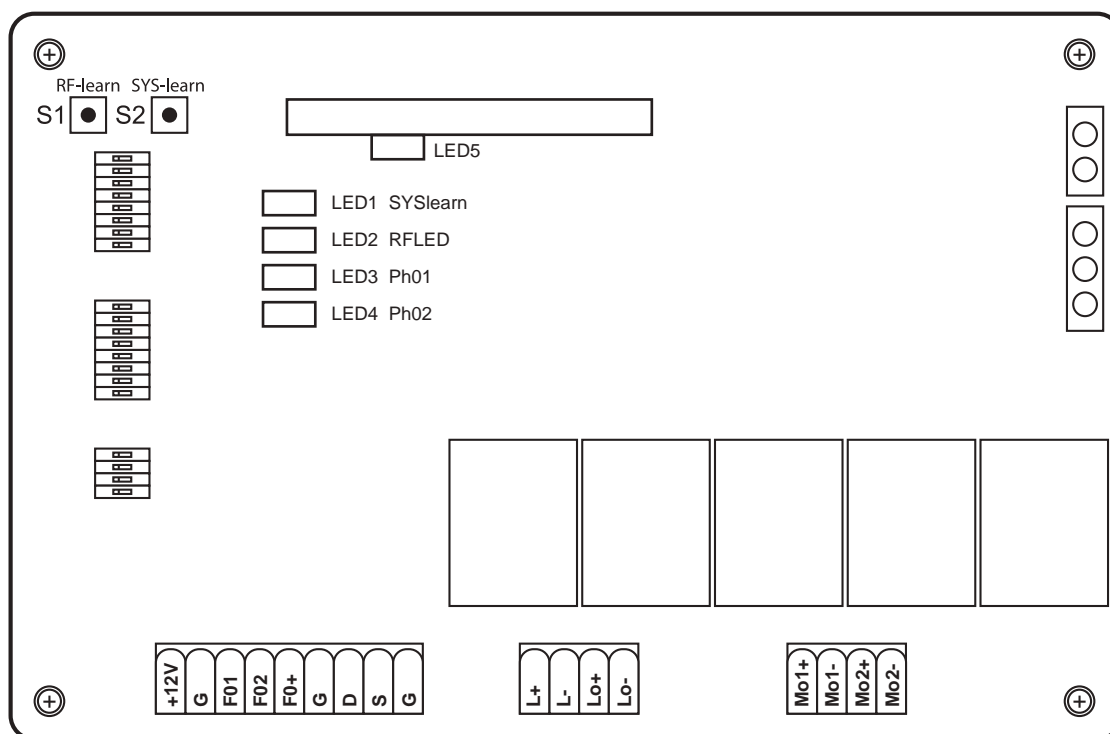 RF-learn SYS-learn
S1 S2
LED5
LED1 SYSlearn
LED2 RFLED
LED3 Ph01
LED4 Ph02
+12V G F01 F02 F0+ G D S G
L+ L- Lo+ Lo-
Mo1+ Mo1- Mo2+ Mo2-